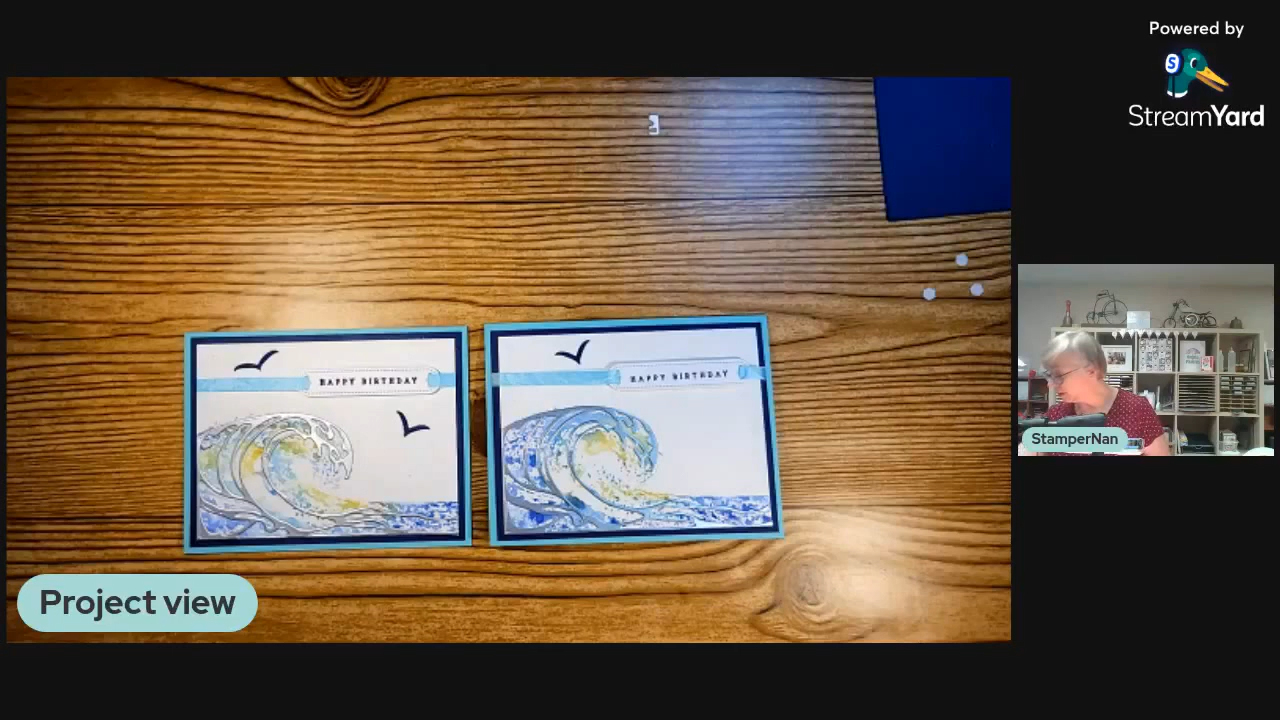 Powered by
S
StreamYard
HAPPY BIRTHDAY
HAPPY BIRTHDAY
StamperNan
Project view